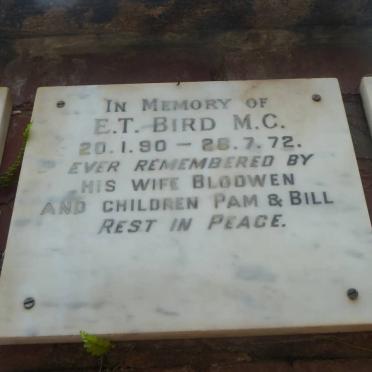 IN MEMORY OF
E.T. BIRD M.C.
20.1.90 — 28.7.72.
EVER REMEMBERED BY
HIS WIFE BLODWEN
AND CHILDREN PAM & BILL
REST IN PEACE.